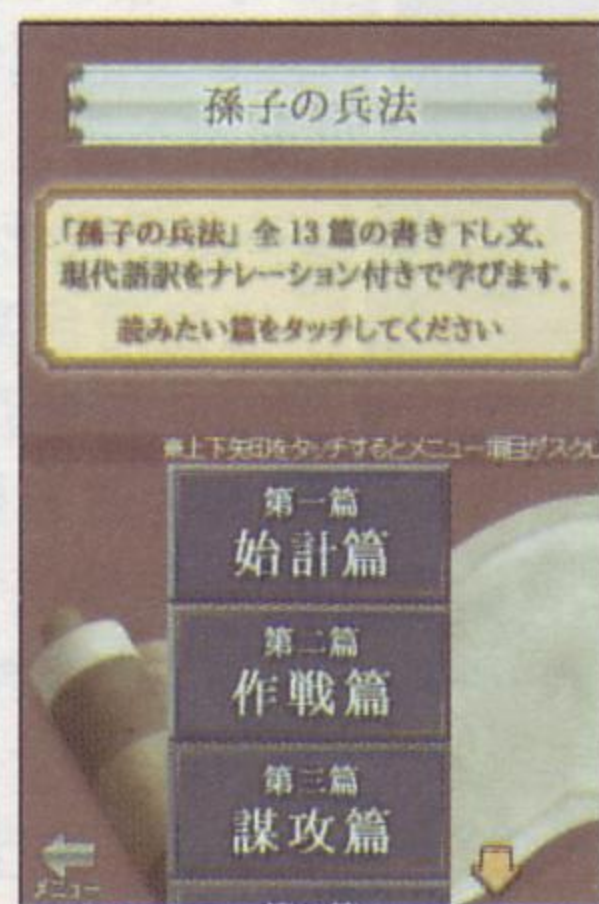 孫子の兵法
「孫子の兵法」全13篇の書き下し文、
現代語訳をナレーション付きで学びます。
読みたい篇をタッチしてください
※上下矢印をタッチするとメニュー項目がスクロ
第一篇
始計篇
第二篇
作戦篇
第三篇
謀攻篇
メニュー